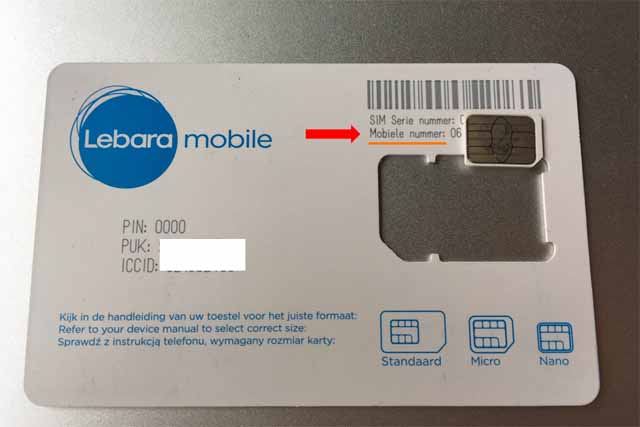 Lebara mobile
SIM Serie nummer:
Mobiele nummer: 06
PIN: 0000
PUK:
ICCID:
Kijk in de handleiding van uw toestel voor het juiste formaat:
Refer to your device manual to select correct size:
Sprawdź z instrukcją telefonu, wymagany rozmiar karty:
Standaard Micro Nano